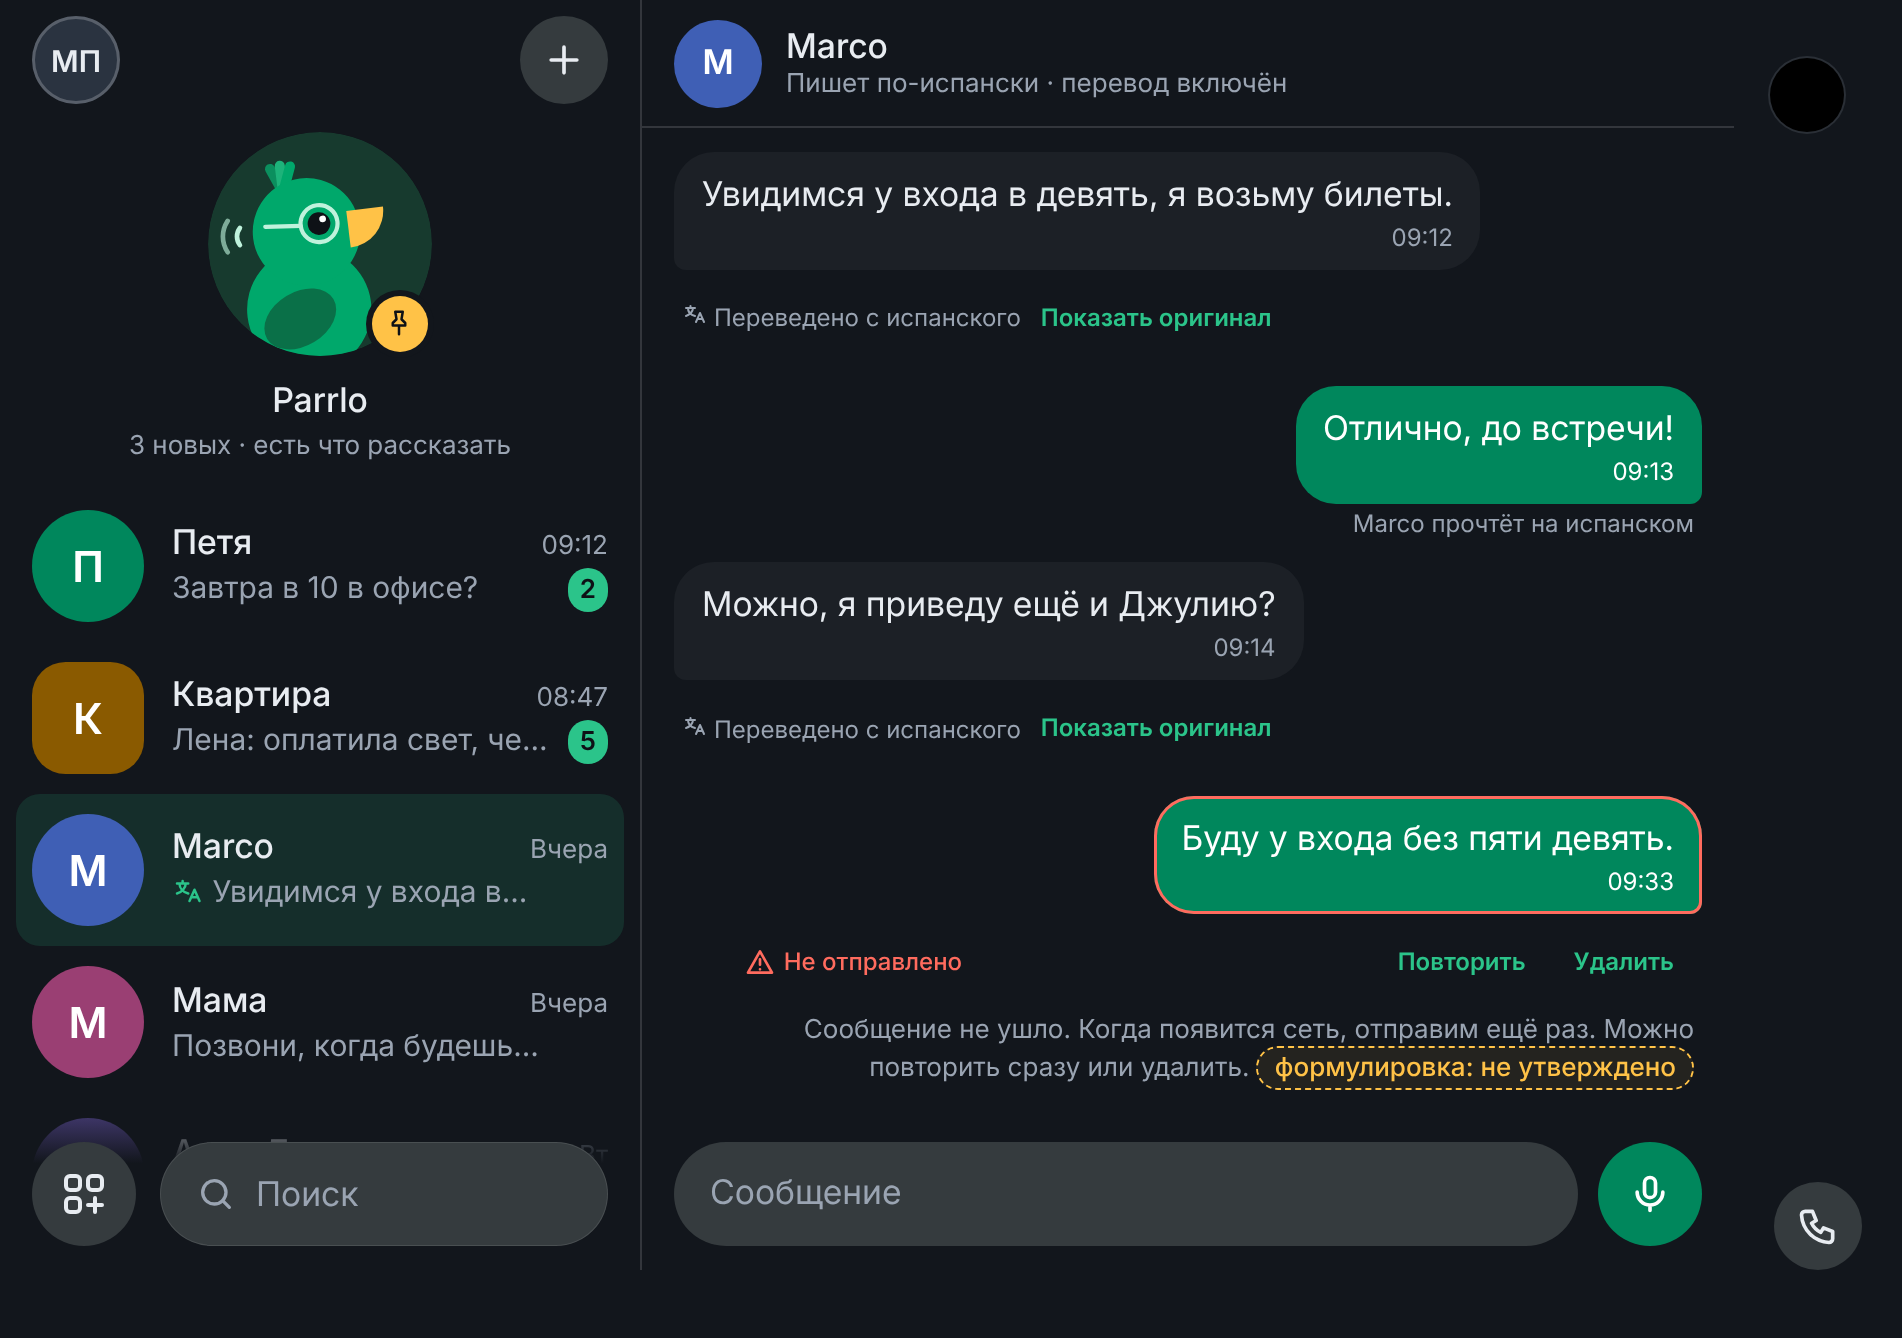 МП
Parrlo
3 новых · есть что рассказать
П
Петя
09:12
Завтра в 10 в офисе?
2
К
Квартира
08:47
Лена: оплатила свет, че...
5
M
Marco
Вчера
Увидимся у входа в...
М
Мама
Вчера
Позвони, когда будешь...
Вт
Поиск
M
Marco
Пишет по-испански · перевод включён
Увидимся у входа в девять, я возьму билеты.
09:12
Переведено с испанского Показать оригинал
Отлично, до встречи!
09:13
Marco прочтёт на испанском
Можно, я приведу ещё и Джулию?
09:14
Переведено с испанского Показать оригинал
Буду у входа без пяти девять.
09:33
Не отправлено
Повторить Удалить
Сообщение не ушло. Когда появится сеть, отправим ещё раз. Можно
повторить сразу или удалить. формулировка: не утверждено
Сообщение